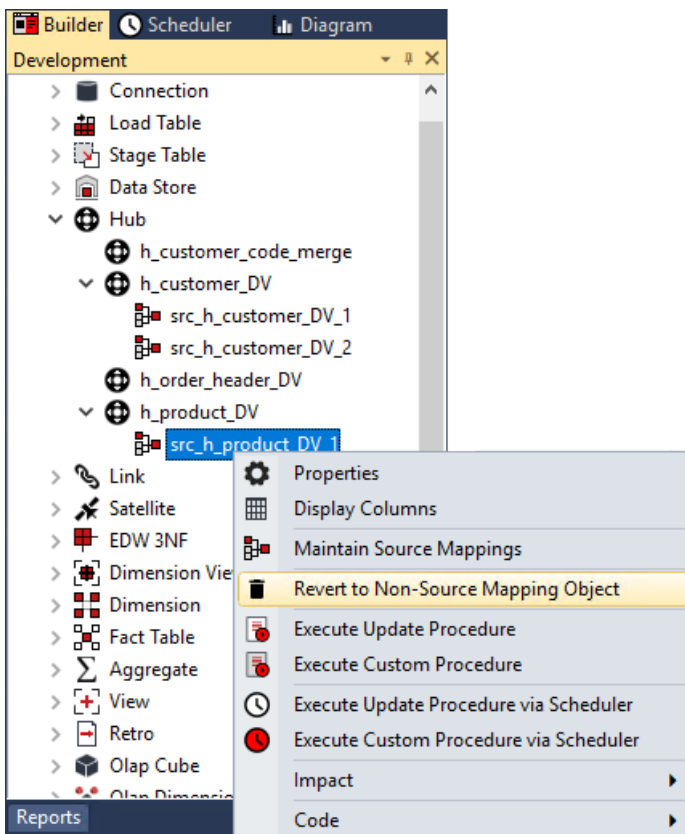 Builder Scheduler Diagram
Development
Connection
Load Table
Stage Table
Data Store
Hub
h_customer_code_merge
h_customer_DV
src_h_customer_DV_1
src_h_customer_DV_2
h_order_header_DV
h_product_DV
src_h_product_DV_1
Link
Satellite
EDW 3NF
Dimension Vie
Dimension
Fact Table
Aggregate
View
Retro
Olap Cube
Olap Dimensio
Reports
Properties
Display Columns
Maintain Source Mappings
Revert to Non-Source Mapping Object
Execute Update Procedure
Execute Custom Procedure
Execute Update Procedure via Scheduler
Execute Custom Procedure via Scheduler
Impact
Code